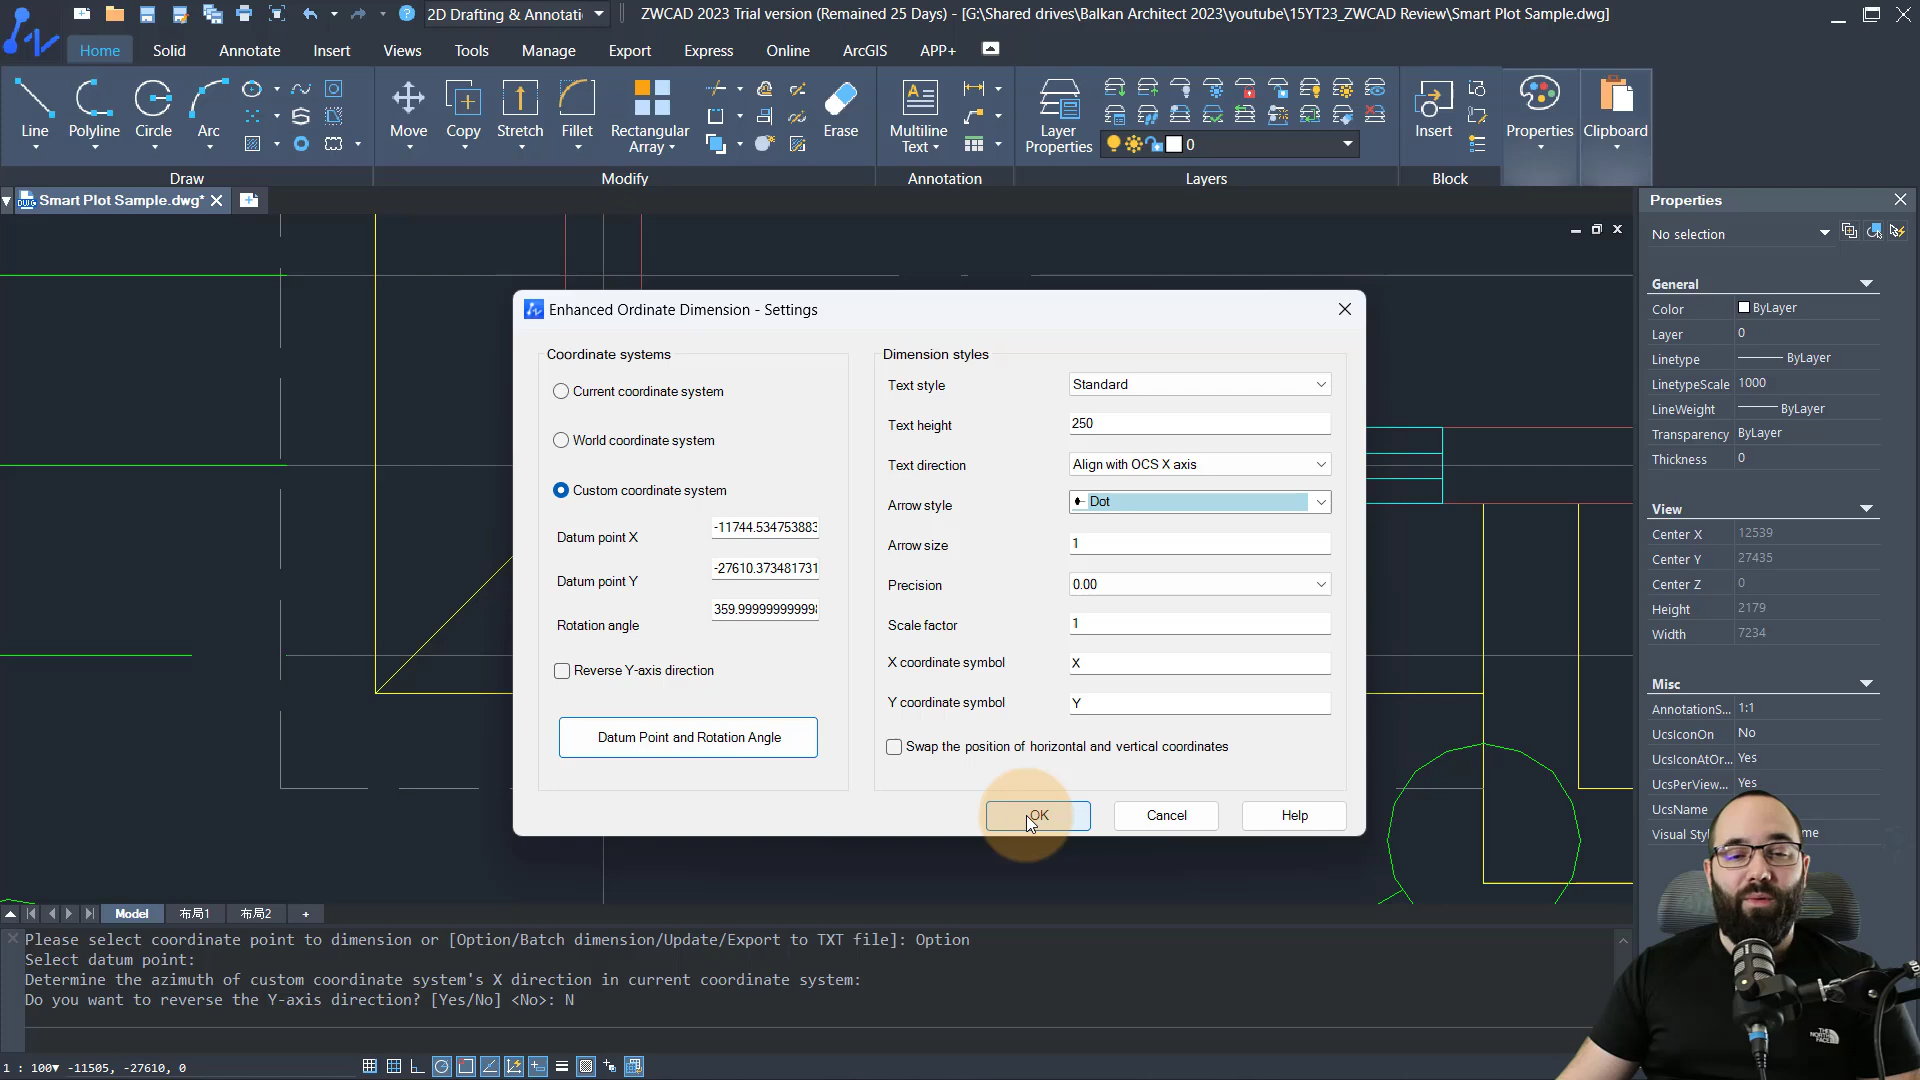 2D Drafting & Annotati
ZWCAD 2023 Trial version (Remained 25 Days) - [G:\Shared drives\Balkan Architect 2023\youtube\15YT23_ZWCAD Review\Smart Plot Sample.dwg]
Home Solid Annotate Insert Views Tools Manage Export Express Online ArcGIS APP+
Line Polyline Circle Arc
Move Copy Stretch Fillet Rectangular Array Erase
Multiline Text
Layer Properties
0
Insert Properties Clipboard
Draw Modify Annotation Layers Block
Smart Plot Sample.dwg*
Properties
No selection
General
Color ByLayer
Layer 0
Linetype ByLayer
LinetypeScale 1000
LineWeight ByLayer
Transparency ByLayer
Thickness 0
View
Center X 12539
Center Y 27435
Center Z 0
Height 2179
Width 7234
Misc
AnnotationS... 1:1
UcsIconOn No
UcsIconAtOr... Yes
UcsPerView... Yes
UcsName
Visual Styl
Enhanced Ordinate Dimension - Settings
Coordinate systems
Current coordinate system
World coordinate system
Custom coordinate system
Datum point X -11744.534753883
Datum point Y -27610.373481731
Rotation angle 359.9999999999
Reverse Y-axis direction
Datum Point and Rotation Angle
Dimension styles
Text style Standard
Text height 250
Text direction Align with OCS X axis
Arrow style Dot
Arrow size 1
Precision 0.00
Scale factor 1
X coordinate symbol X
Y coordinate symbol Y
Swap the position of horizontal and vertical coordinates
OK Cancel Help
Model 布局1 布局2 +
Please select coordinate point to dimension or [Option/Batch dimension/Update/Export to TXT file]: Option
Select datum point:
Determine the azimuth of custom coordinate system's X direction in current coordinate system:
Do you want to reverse the Y-axis direction? [Yes/No] <No>: N
1 : 100 -11505, -27610, 0
THE NORTH FACE